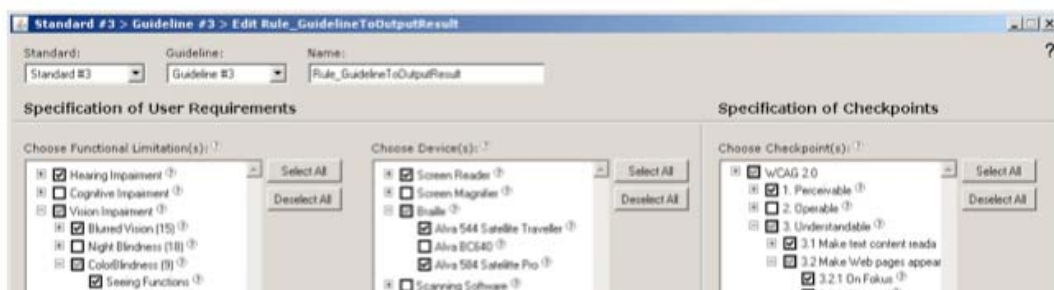 Standard #3 > Guideline #3 > Edit Rule_GuidelineToOutputResult
Standard: Guideline: Name:
Standard #3 Guideline #3 Rule_GuidelineToOutputResult
?
Specification of User Requirements
Choose Functional Limitation(s): ?
Hearing Impairment ?
Cognitive Impairment ?
Vision Impairment ?
Blurred Vision (15) ?
Night Blindness (18) ?
ColorBlindness (9) ?
Seeing Functions ?
Select All
Deselect All
Choose Device(s): ?
Screen Reader ?
Screen Magnifier ?
Braille ?
Alva 544 Satellite Traveller ?
Alva BC640 ?
Alva 584 Satellite Pro ?
Scanning Software ?
Select All
Deselect All
Specification of Checkpoints
Choose Checkpoint(s): ?
WCAG 2.0
1. Perceivable ?
2. Operable ?
3. Understandable ?
3.1 Make text content reada
3.2 Make Web pages appear
3.2.1 On Fokus ?
Select All
Deselect All